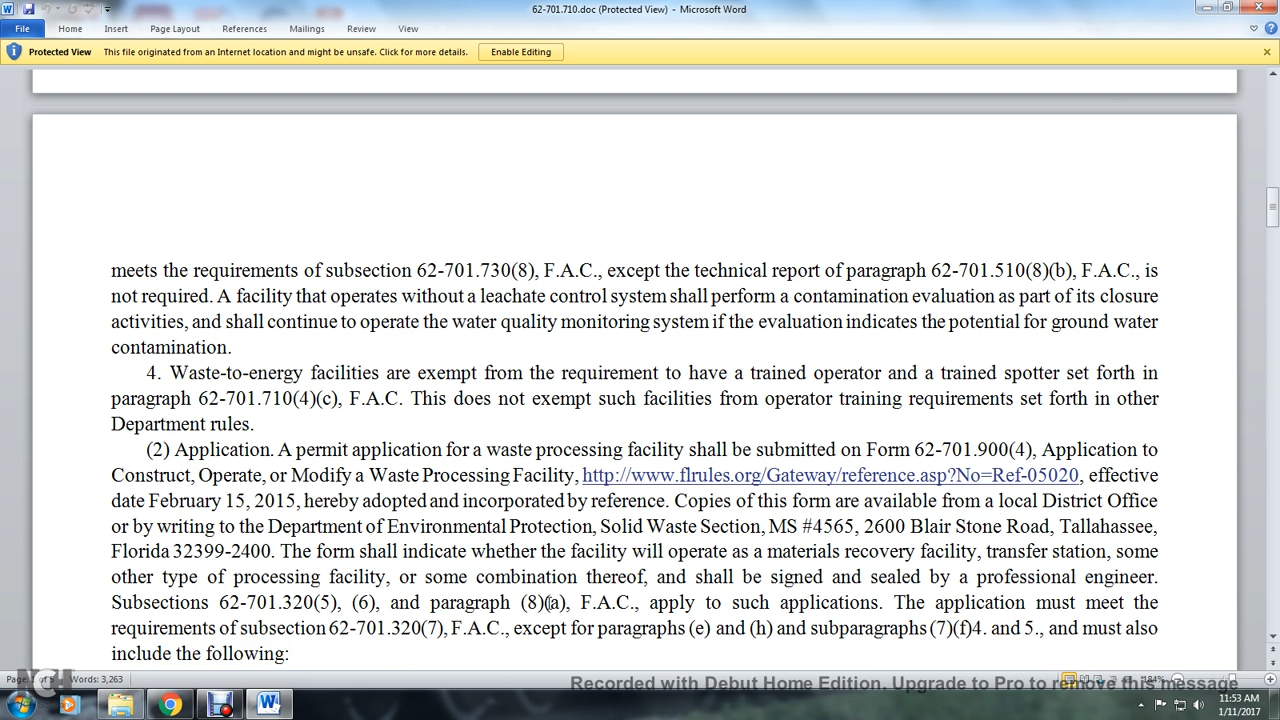 62-701.710.doc (Protected View) - Microsoft Word
File Home Insert Page Layout References Mailings Review View
Protected View This file originated from an Internet location and might be unsafe. Click for more details. Enable Editing
meets the requirements of subsection 62-701.730(8), F.A.C., except the technical report of paragraph 62-701.510(8)(b), F.A.C., is
not required. A facility that operates without a leachate control system shall perform a contamination evaluation as part of its closure
activities, and shall continue to operate the water quality monitoring system if the evaluation indicates the potential for ground water
contamination.
4. Waste-to-energy facilities are exempt from the requirement to have a trained operator and a trained spotter set forth in
paragraph 62-701.710(4)(c), F.A.C. This does not exempt such facilities from operator training requirements set forth in other
Department rules.
(2) Application. A permit application for a waste processing facility shall be submitted on Form 62-701.900(4), Application to
Construct, Operate, or Modify a Waste Processing Facility, http://www.flrules.org/Gateway/reference.asp?No=Ref-05020, effective
date February 15, 2015, hereby adopted and incorporated by reference. Copies of this form are available from a local District Office
or by writing to the Department of Environmental Protection, Solid Waste Section, MS #4565, 2600 Blair Stone Road, Tallahassee,
Florida 32399-2400. The form shall indicate whether the facility will operate as a materials recovery facility, transfer station, some
other type of processing facility, or some combination thereof, and shall be signed and sealed by a professional engineer.
Subsections 62-701.320(5), (6), and paragraph (8)(a), F.A.C., apply to such applications. The application must meet the
requirements of subsection 62-701.320(7), F.A.C., except for paragraphs (e) and (h) and subparagraphs (7)(f)4. and 5., and must also
include the following:
Words: 3,263
Recorded with Debut Home Edition. Upgrade to Pro to remove this message
NCH
11:53 AM
1/11/2017